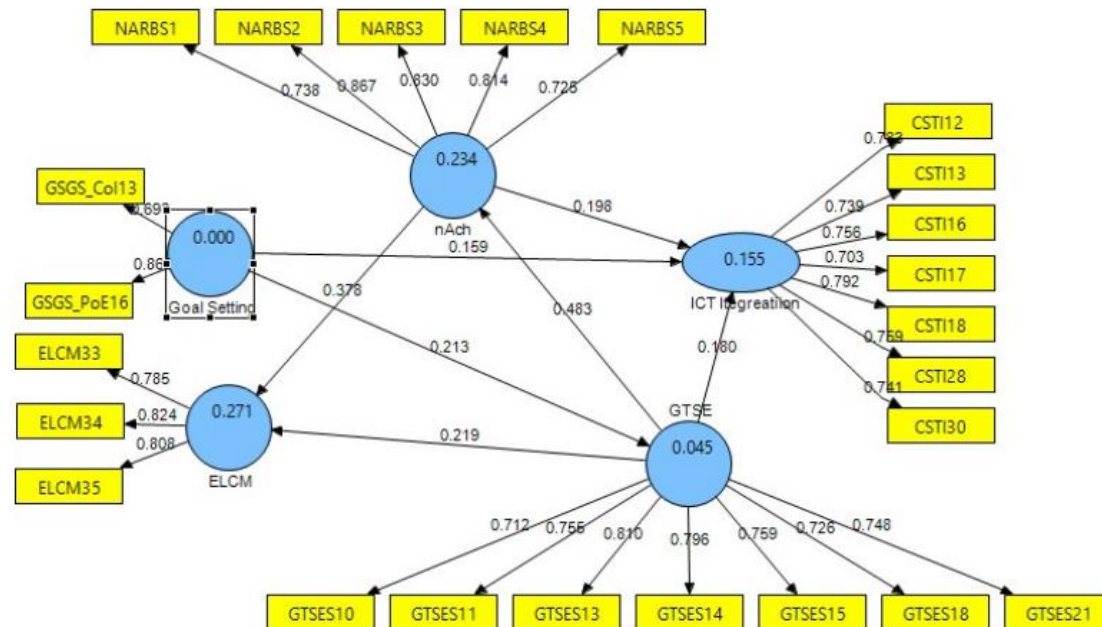 NARBS1 NARBS2 NARBS3 NARBS4 NARBS5
0.738 0.867 0.830 0.814 0.725
0.234
nAch
CSTI12
CSTI13
0.739
CSTI16
0.756
CSTI17
0.703
CSTI18
0.792
CSTI28
0.759
CSTI30
0.741
GSGS_CoI13
GSGS_PoE16
0.000
Goal Setting
0.198
0.159
0.155
ICT Itegreatiion
0.378
0.483
0.213
0.180
ELCM33
0.785
ELCM34
0.824
ELCM35
0.808
0.271
ELCM
0.219
GTSE
0.045
0.712 0.755 0.810 0.796 0.759 0.726 0.748
GTSES10 GTSES11 GTSES13 GTSES14 GTSES15 GTSES18 GTSES21